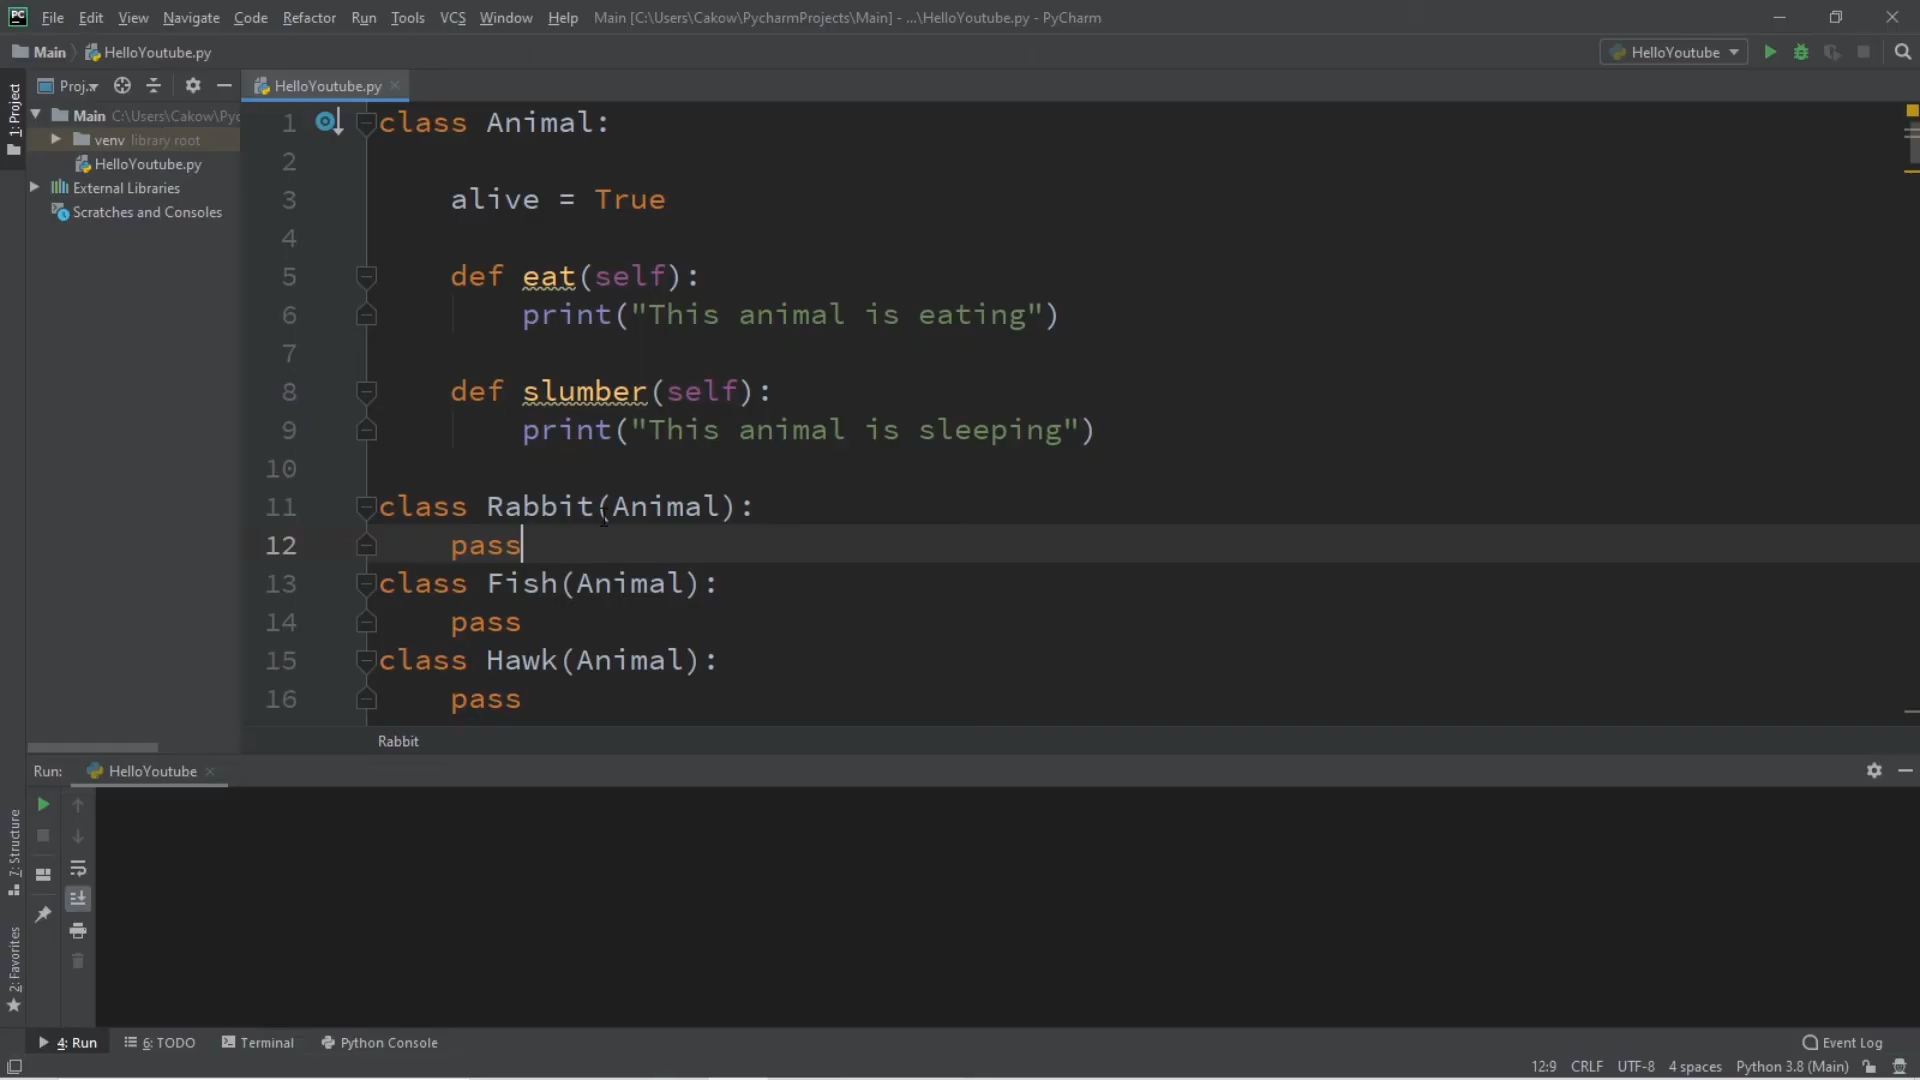 PC File Edit View Navigate Code Refactor Run Tools VCS Window Help Main [C:\Users\Cakow\PycharmProjects\Main] - ...\HelloYoutube.py - PyCharm
Main HelloYoutube.py HelloYoutube
1: Project Proj... HelloYoutube.py
Main C:\Users\Cakow\Pyc
venv library root
HelloYoutube.py
External Libraries
Scratches and Consoles
1 class Animal:
2
3 alive = True
4
5 def eat(self):
6 print("This animal is eating")
7
8 def slumber(self):
9 print("This animal is sleeping")
10
11 class Rabbit(Animal):
12 pass
13 class Fish(Animal):
14 pass
15 class Hawk(Animal):
16 pass
Rabbit
Run: HelloYoutube
7: Structure
2: Favorites
4: Run 6: TODO Terminal Python Console Event Log
12:9 CRLF UTF-8 4 spaces Python 3.8 (Main)